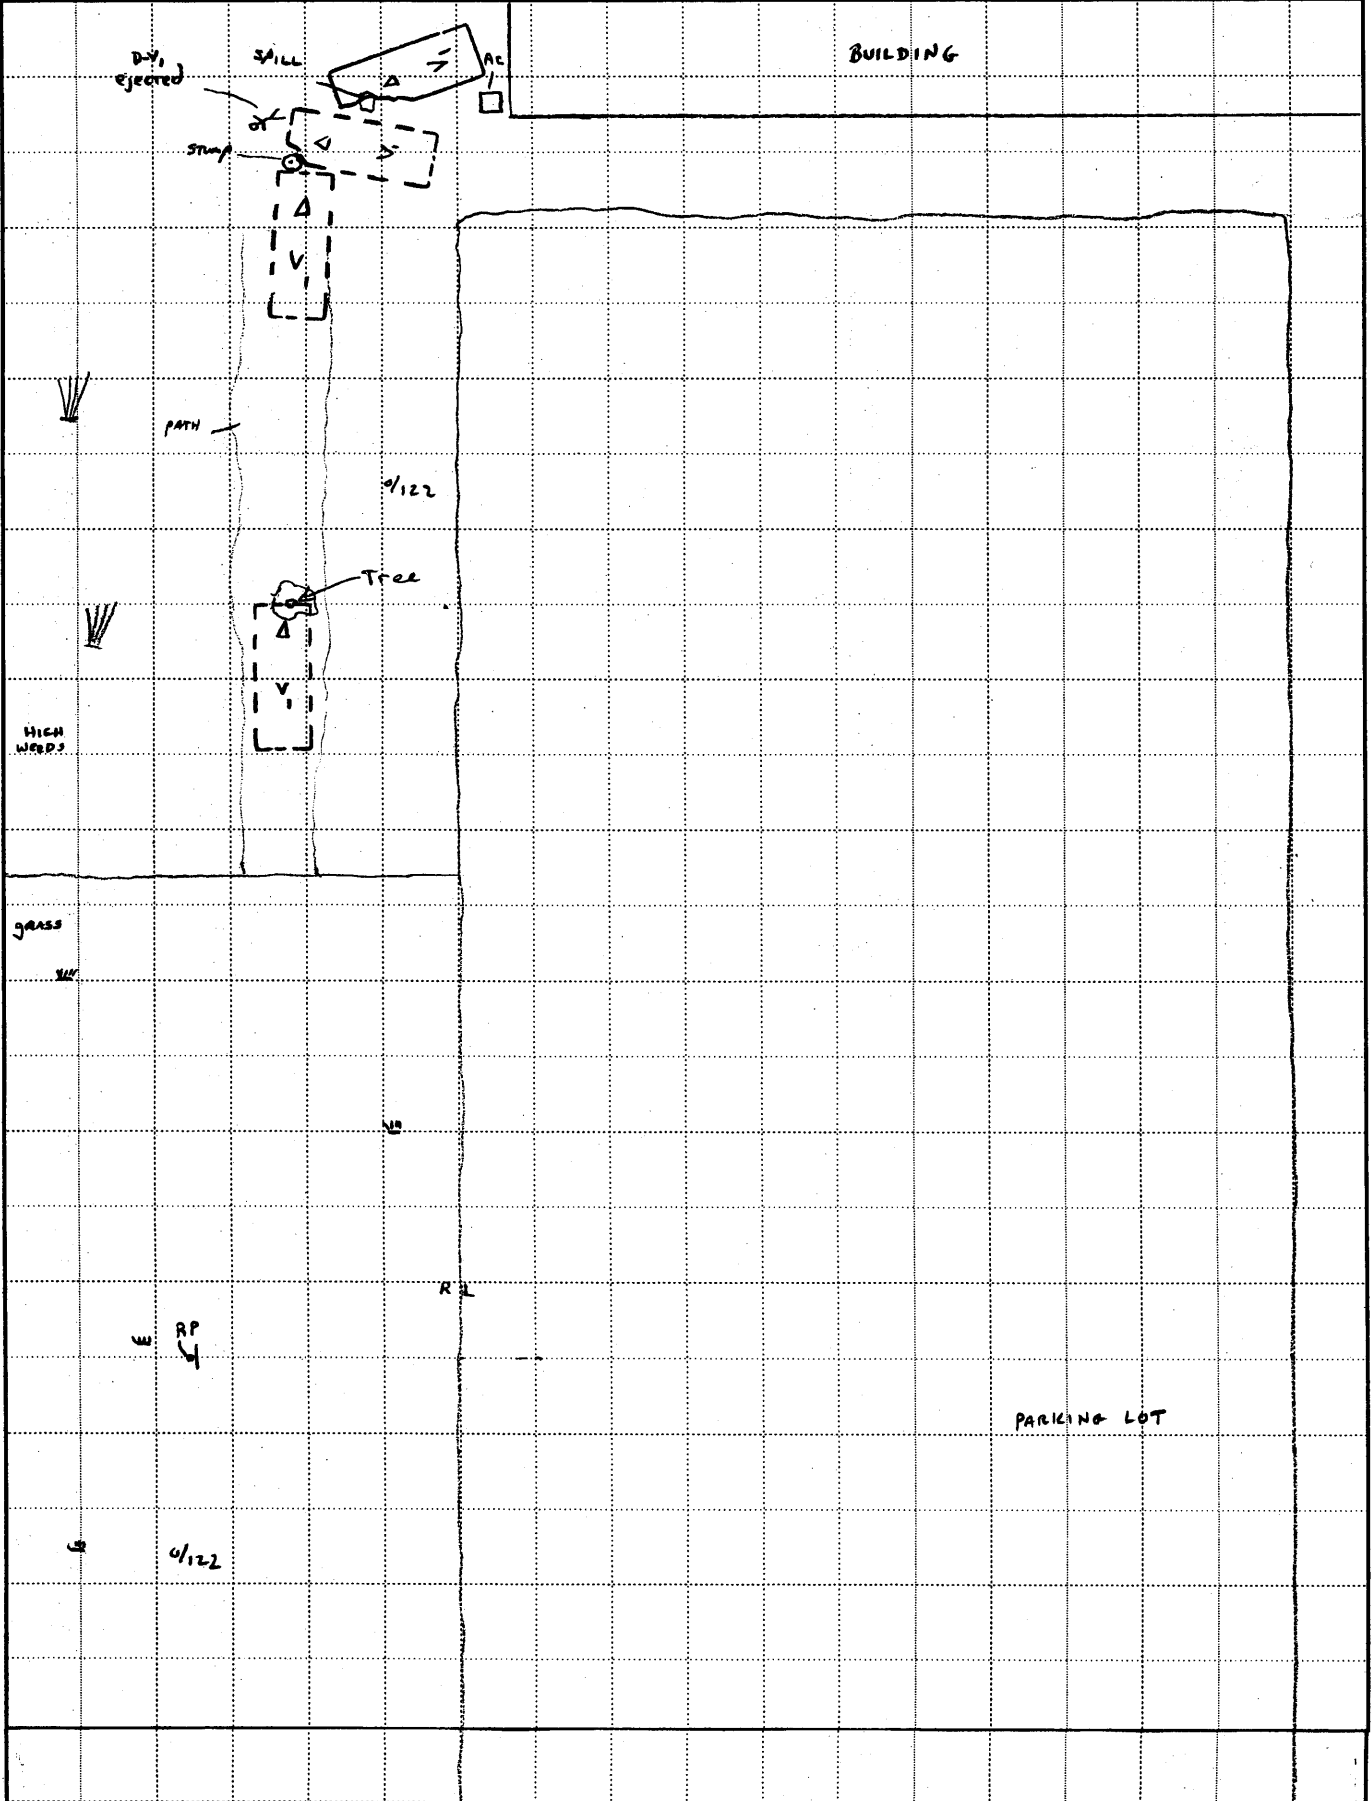 D-V1
ejected
SPILL
AC
BUILDING
STUMP
V1
PATH
0/122
Tree
V1
HIGH
WEEDS
grASS
RP
PARKING LOT
0/122